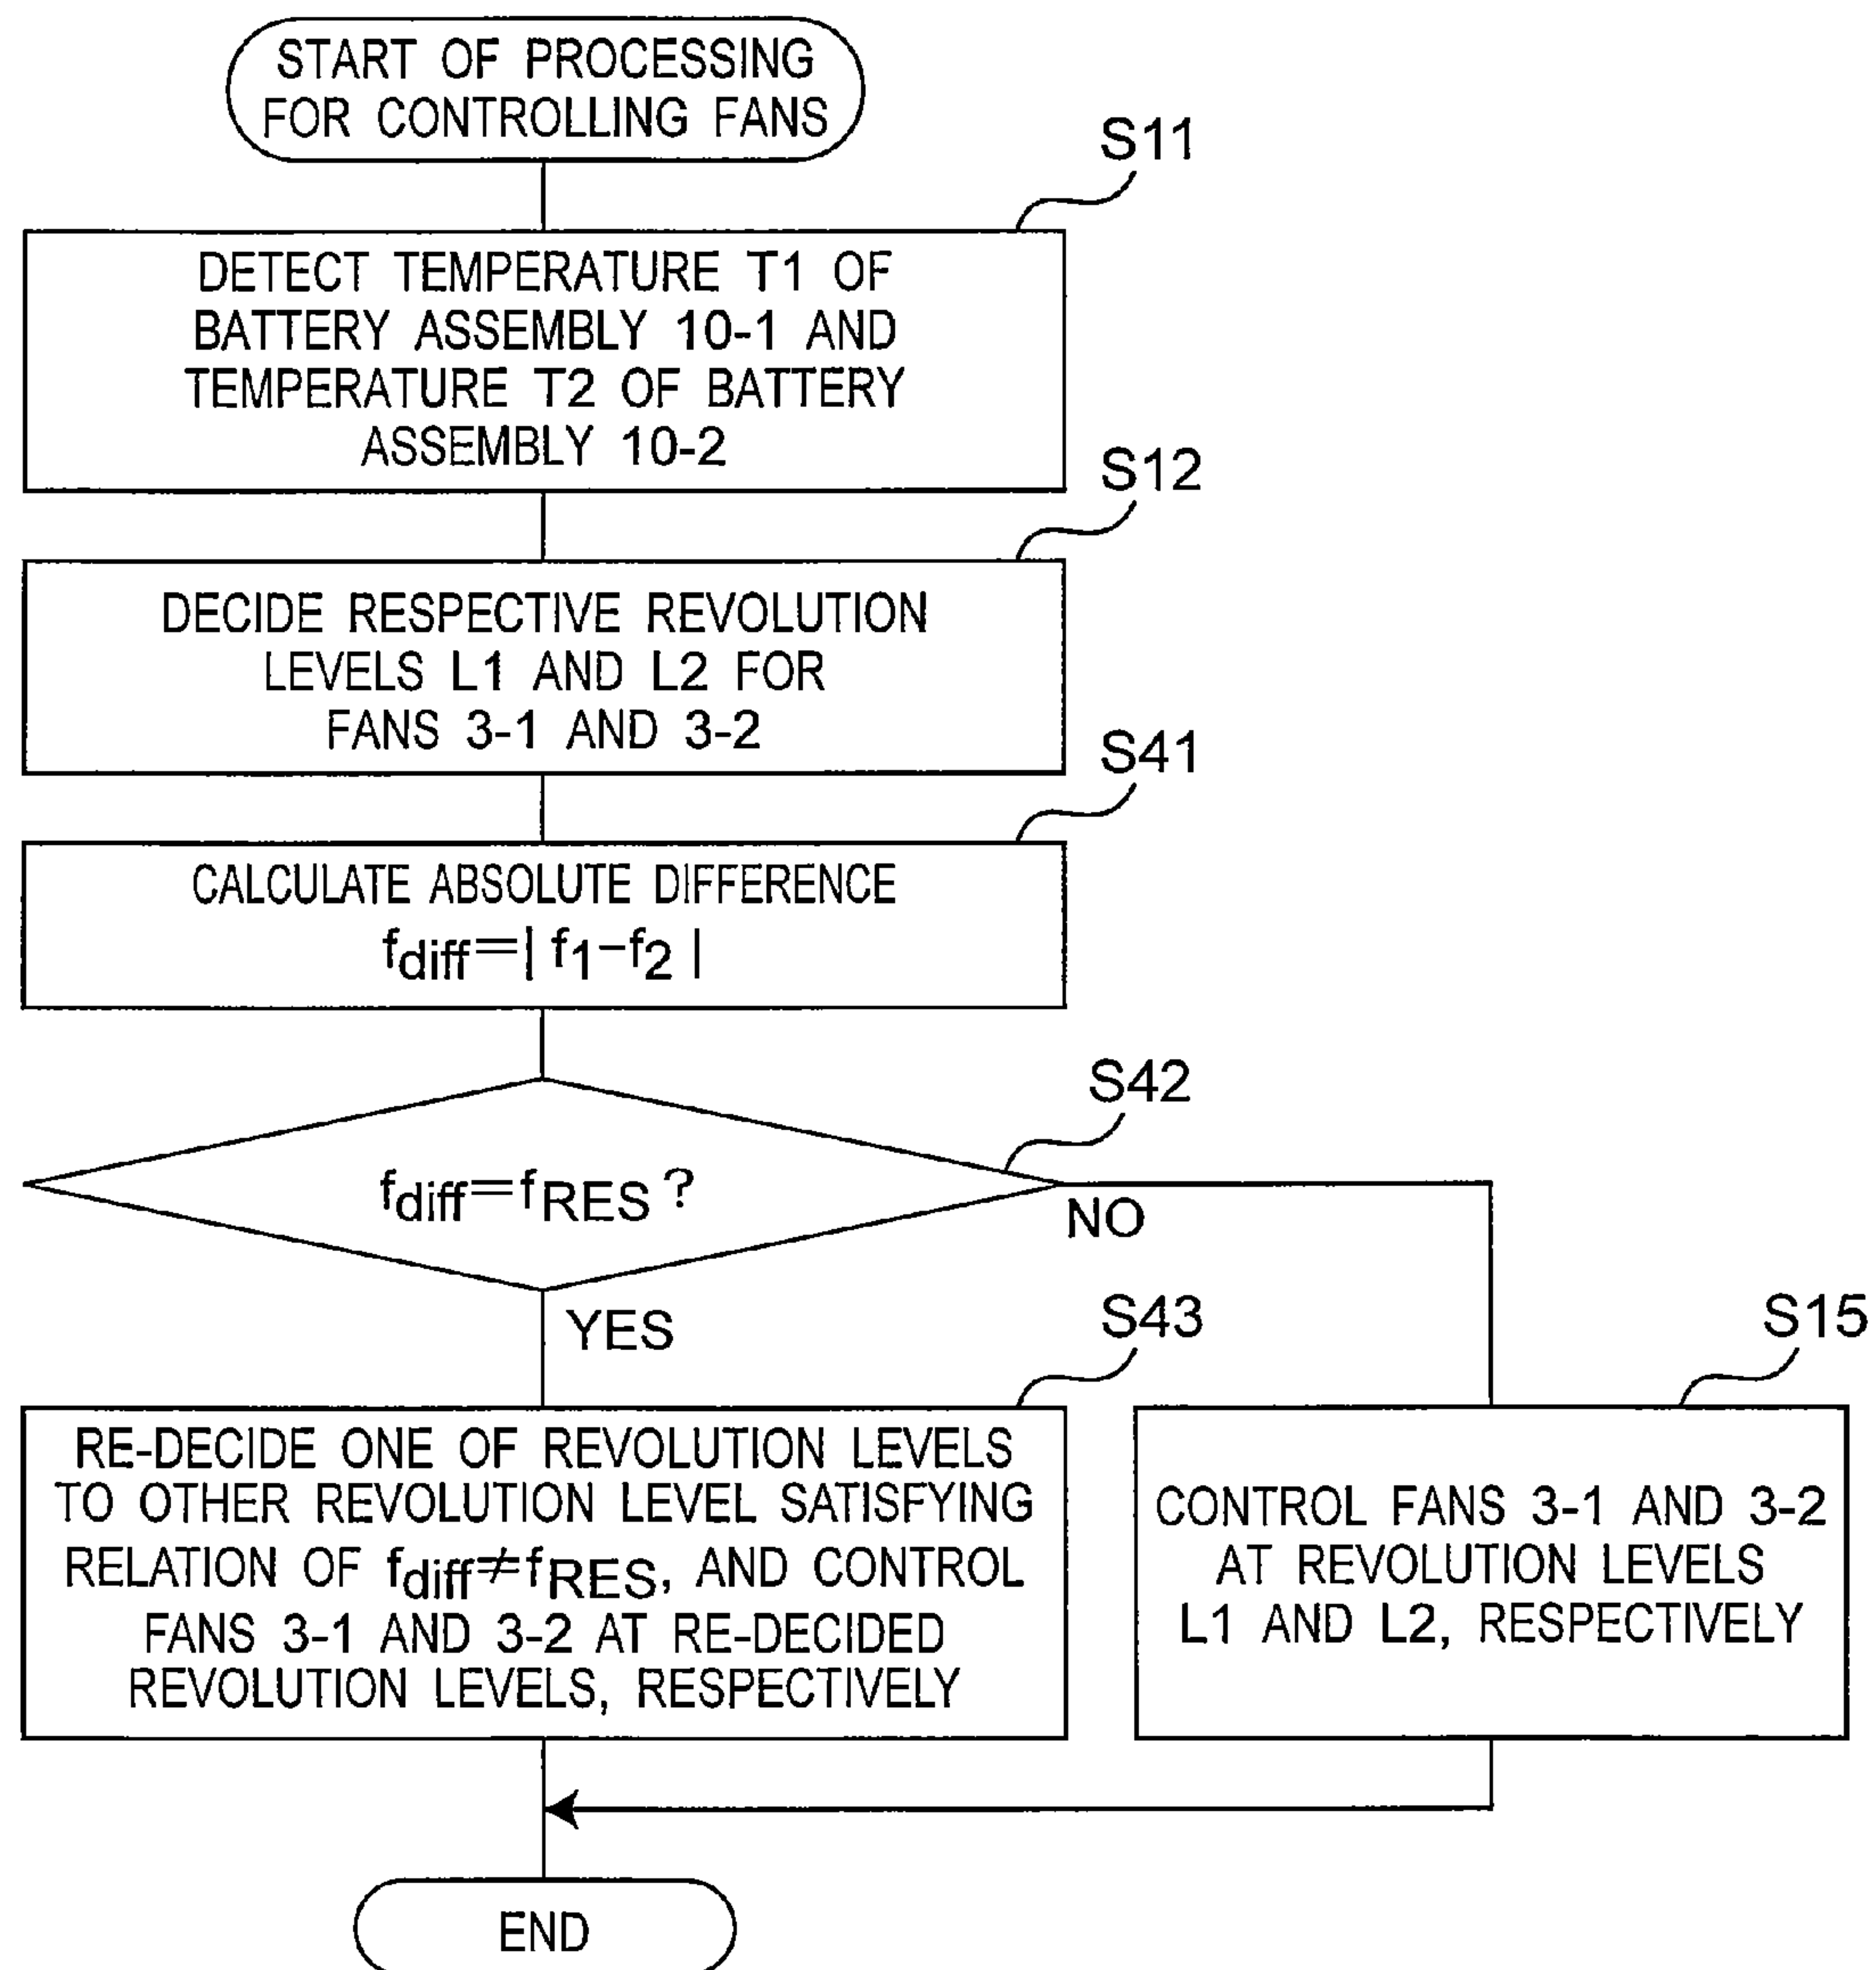 START OF PROCESSING
FOR CONTROLLING FANS
S11
DETECT TEMPERATURE T1 OF
BATTERY ASSEMBLY 10-1 AND
TEMPERATURE T2 OF BATTERY
ASSEMBLY 10-2
S12
DECIDE RESPECTIVE REVOLUTION
LEVELS L1 AND L2 FOR
FANS 3-1 AND 3-2
S41
CALCULATE ABSOLUTE DIFFERENCE
fdiff=| f1-f2 |
S42
fdiff=fRES?
NO
YES
S43
RE-DECIDE ONE OF REVOLUTION LEVELS
TO OTHER REVOLUTION LEVEL SATISFYING
RELATION OF fdiff≠fRES, AND CONTROL
FANS 3-1 AND 3-2 AT RE-DECIDED
REVOLUTION LEVELS, RESPECTIVELY
S15
CONTROL FANS 3-1 AND 3-2
AT REVOLUTION LEVELS
L1 AND L2, RESPECTIVELY
END